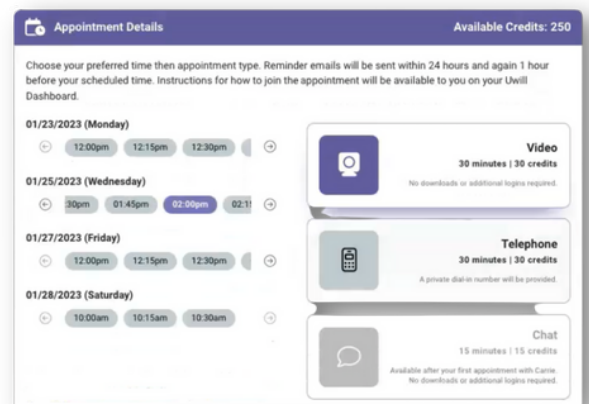 Appointment Details
Available Credits: 250
Choose your preferred time then appointment type. Reminder emails will be sent within 24 hours and again 1 hour
before your scheduled time. Instructions for how to join the appointment will be available to you on your Uwill
Dashboard.
01/23/2023 (Monday)
12:00pm 12:15pm 12:30pm
01/25/2023 (Wednesday)
:30pm 01:45pm 02:00pm 02:1
01/27/2023 (Friday)
12:00pm 12:15pm 12:30pm
01/28/2023 (Saturday)
10:00am 10:15am 10:30am
Video
30 minutes | 30 credits
No downloads or additional logins required.
Telephone
30 minutes | 30 credits
A private dial-in number will be provided.
Chat
15 minutes | 15 credits
Available after your first appointment with Carrie.
No downloads or additional logins required.